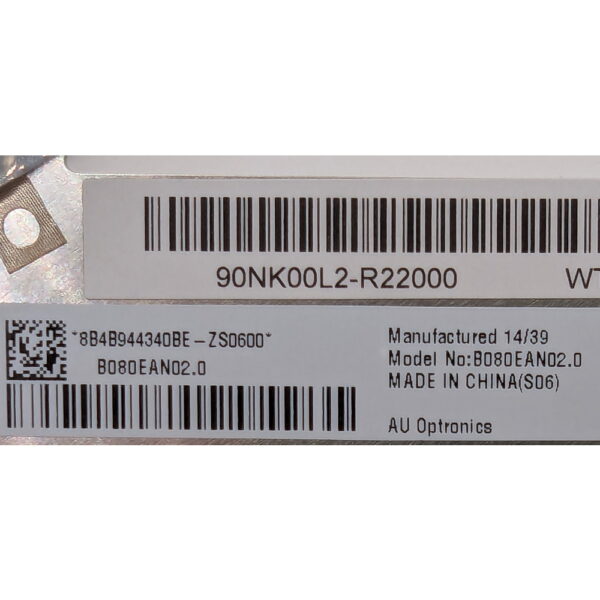 90NK00L2-R22000 WT
*8B4B944340BE-ZS0600*
B080EAN02.0
Manufactured 14/39
Model No:B080EAN02.0
MADE IN CHINA(S06)
AU Optronics